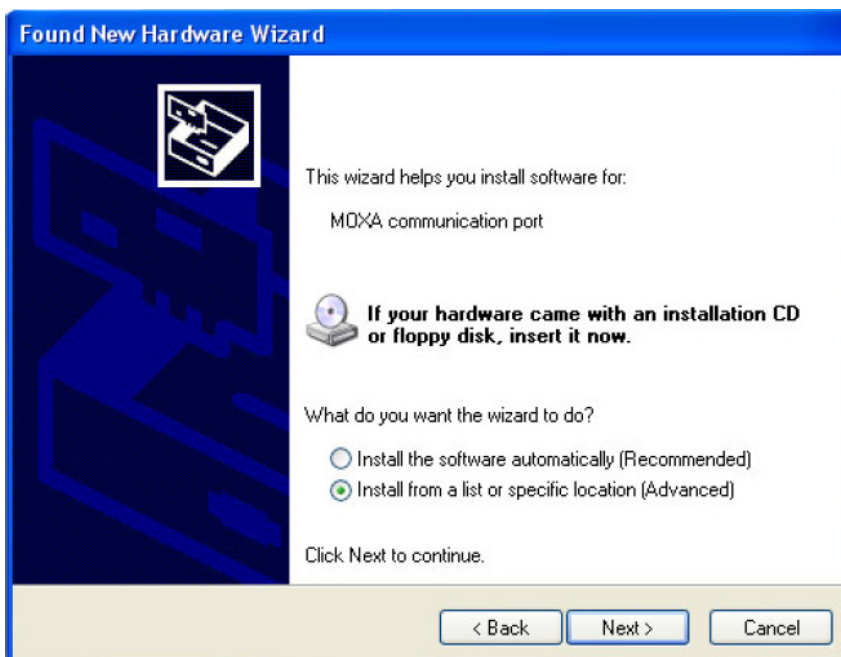 Found New Hardware Wizard
This wizard helps you install software for:
MOXA communication port
If your hardware came with an installation CD
or floppy disk, insert it now.
What do you want the wizard to do?
Install the software automatically (Recommended)
Install from a list or specific location (Advanced)
Click Next to continue.
< Back
Next >
Cancel